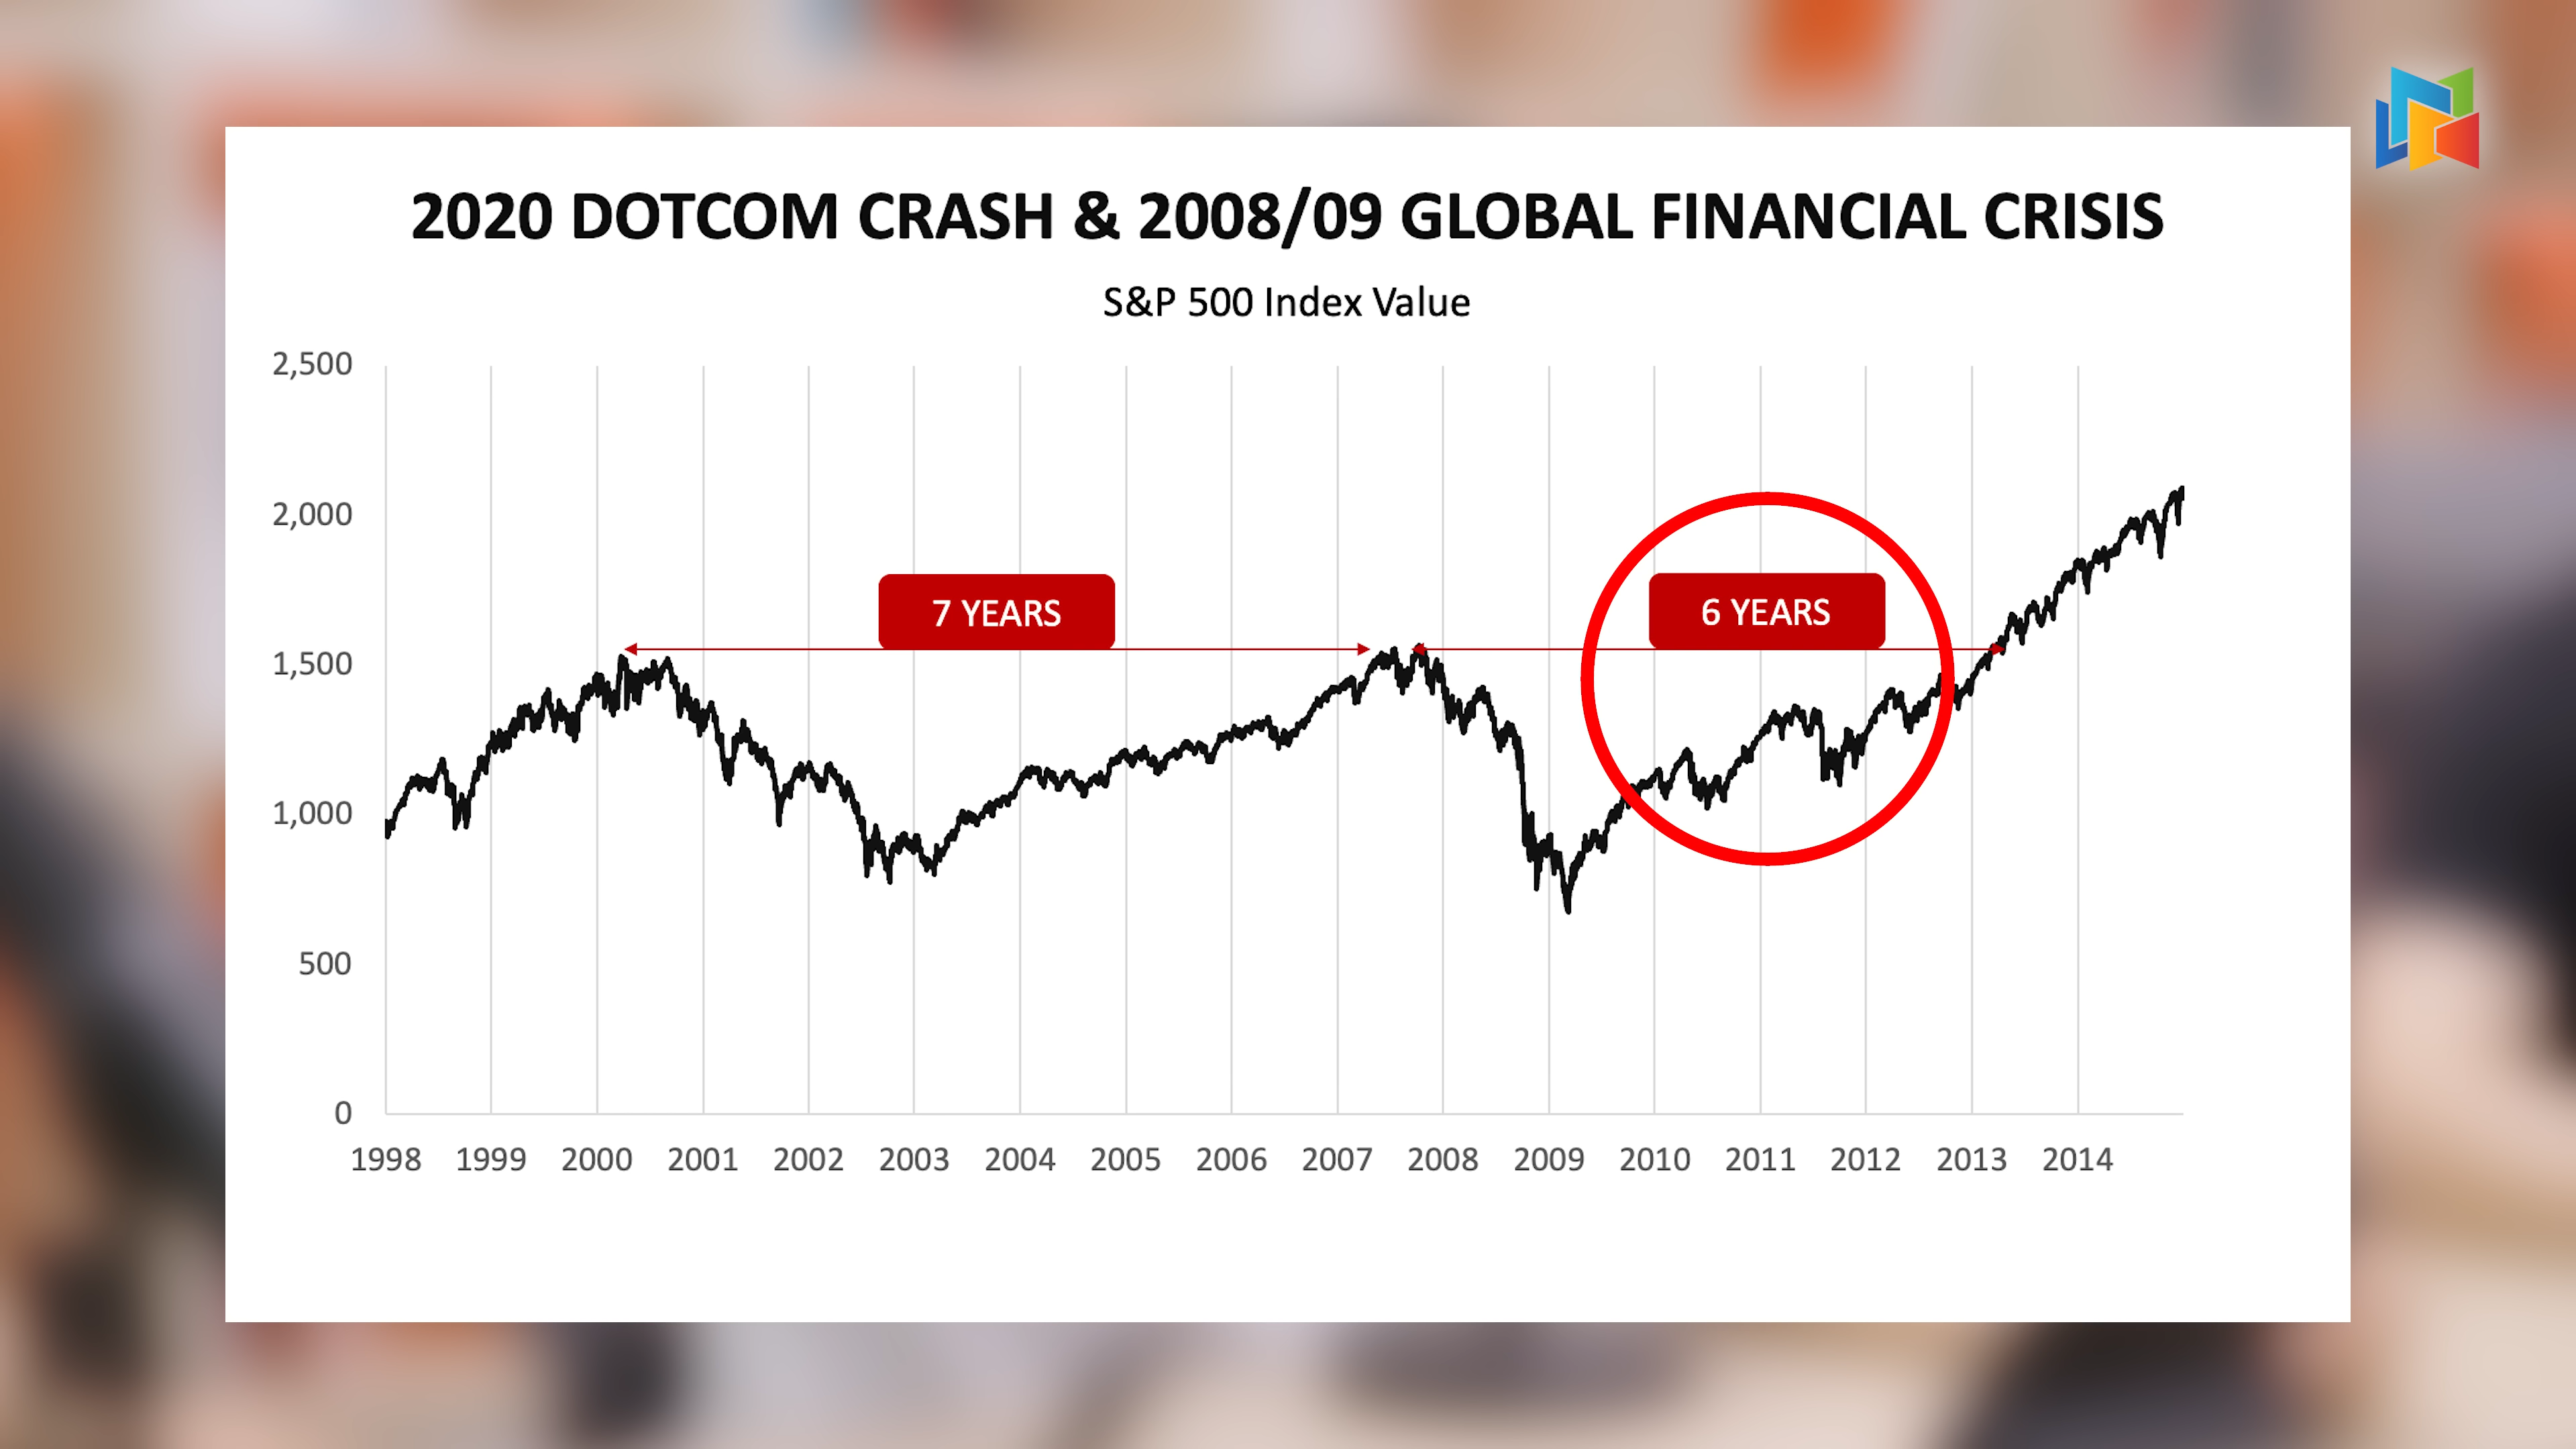 2020 DOTCOM CRASH & 2008/09 GLOBAL FINANCIAL CRISIS
S&P 500 Index Value
2,500
2,000
1,500
1,000
500
0
7 YEARS
6 YEARS
1998 1999 2000 2001 2002 2003 2004 2005 2006 2007 2008 2009 2010 2011 2012 2013 2014